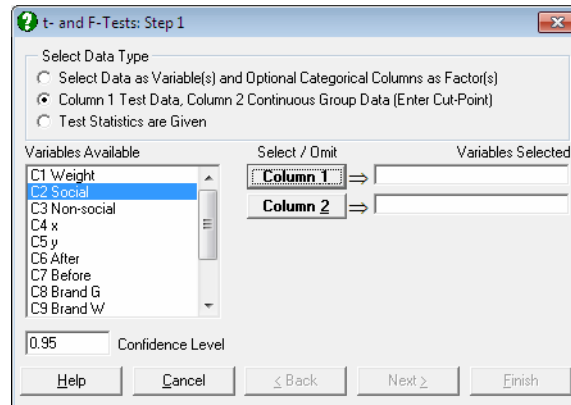 t- and F-Tests: Step 1
Select Data Type
Select Data as Variable(s) and Optional Categorical Columns as Factor(s)
Column 1 Test Data, Column 2 Continuous Group Data (Enter Cut-Point)
Test Statistics are Given
Variables Available
Select / Omit
Variables Selected
C1 Weight
C2 Social
C3 Non-social
C4 x
C5 y
C6 After
C7 Before
C8 Brand G
C9 Brand W
Column 1
Column 2
0.95
Confidence Level
Help
Cancel
< Back
Next >
Finish